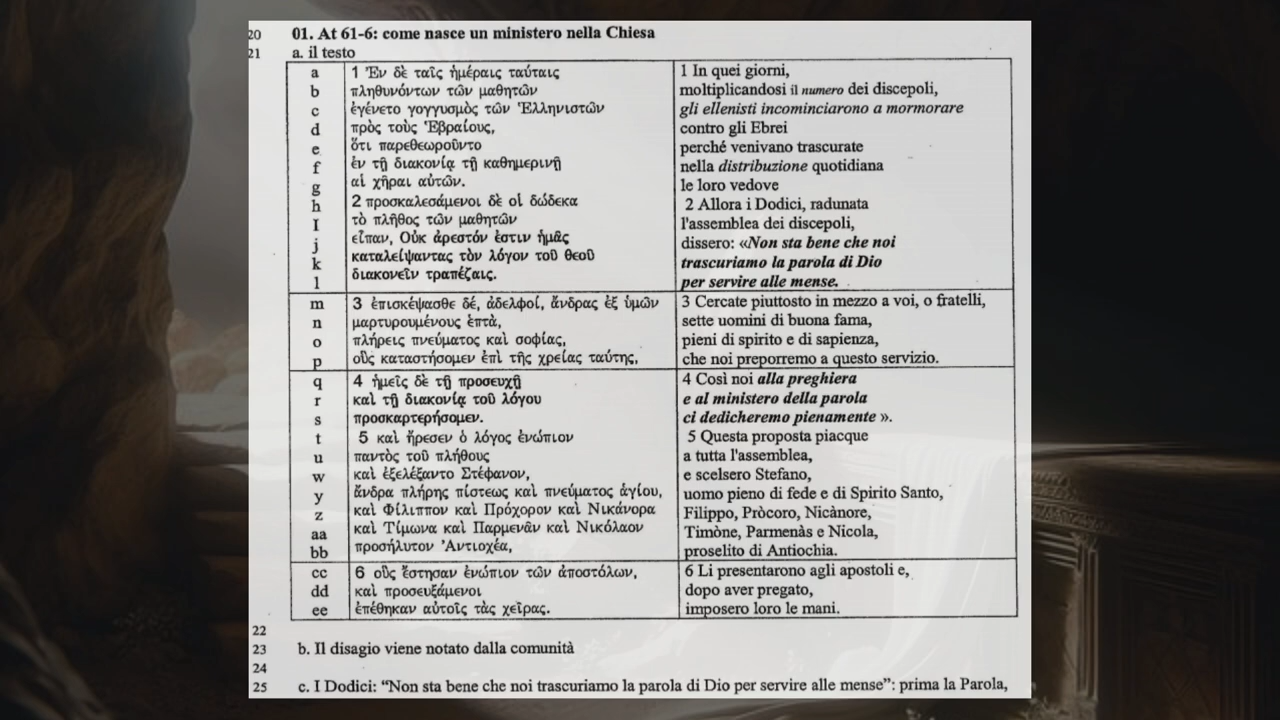 20 01. At 61-6: come nasce un ministero nella Chiesa
21 a. il testo
a 1 Ἐν δὲ ταῖς ἡμέραις ταύταις 1 In quei giorni,
b πληθυνόντων τῶν μαθητῶν moltiplicandosi il numero dei discepoli,
c ἐγένετο γογγυσμὸς τῶν Ἑλληνιστῶν gli ellenisti incominciarono a mormorare
d πρὸς τοὺς Ἑβραίους, contro gli Ebrei
e ὅτι παρεθεωροῦντο perché venivano trascurate
f ἐν τῇ διακονίᾳ τῇ καθημερινῇ nella distribuzione quotidiana
g αἱ χῆραι αὐτῶν. le loro vedove
h 2 προσκαλεσάμενοι δὲ οἱ δώδεκα 2 Allora i Dodici, radunata
I τὸ πλῆθος τῶν μαθητῶν l'assemblea dei discepoli,
j εἶπαν, Οὐκ ἀρεστόν ἐστιν ἡμᾶς dissero: «Non sta bene che noi
k καταλείψαντας τὸν λόγον τοῦ θεοῦ trascuriamo la parola di Dio
l διακονεῖν τραπέζαις. per servire alle mense.
m 3 ἐπισκέψασθε δέ, ἀδελφοί, ἄνδρας ἐξ ὑμῶν 3 Cercate piuttosto in mezzo a voi, o fratelli,
n μαρτυρουμένους ἑπτὰ, sette uomini di buona fama,
o πλήρεις πνεύματος καὶ σοφίας, pieni di spirito e di sapienza,
p οὓς καταστήσομεν ἐπὶ τῆς χρείας ταύτης, che noi preporremo a questo servizio.
q 4 ἡμεῖς δὲ τῇ προσευχῇ 4 Così noi alla preghiera
r καὶ τῇ διακονίᾳ τοῦ λόγου e al ministero della parola
s προσκαρτερήσομεν. ci dedicheremo pienamente ».
t 5 καὶ ἤρεσεν ὁ λόγος ἐνώπιον 5 Questa proposta piacque
u παντὸς τοῦ πλήθους a tutta l'assemblea,
w καὶ ἐξελέξαντο Στέφανον, e scelsero Stefano,
y ἄνδρα πλήρης πίστεως καὶ πνεύματος ἁγίου, uomo pieno di fede e di Spirito Santo,
z καὶ Φίλιππον καὶ Πρόχορον καὶ Νικάνορα Filippo, Pròcoro, Nicànore,
aa καὶ Τίμωνα καὶ Παρμενᾶν καὶ Νικόλαον Timòne, Parmenàs e Nicola,
bb προσήλυτον Ἀντιοχέα, proselito di Antiochia.
cc 6 οὓς ἔστησαν ἐνώπιον τῶν ἀποστόλων, 6 Li presentarono agli apostoli e,
dd καὶ προσευξάμενοι dopo aver pregato,
ee ἐπέθηκαν αὐτοῖς τὰς χεῖρας. imposero loro le mani.
22
23 b. Il disagio viene notato dalla comunità
24
25 c. I Dodici: “Non sta bene che noi trascuriamo la parola di Dio per servire alle mense”: prima la Parola,